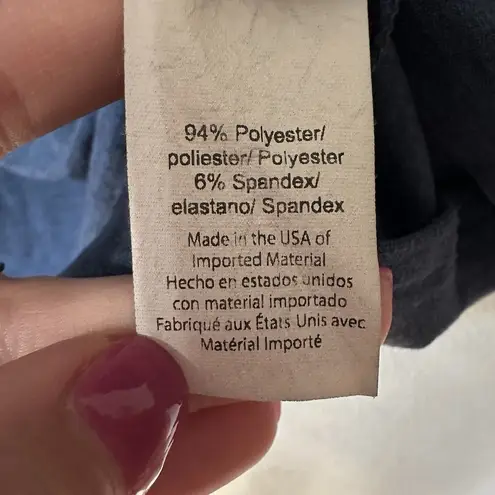 94% Polyester/
poliester/ Polyester
6% Spandex/
elastano/ Spandex
Made in the USA of
Imported Material
Hecho en estados unidos
con material importado
Fabriqué aux États Unis avec
Matérial Importé